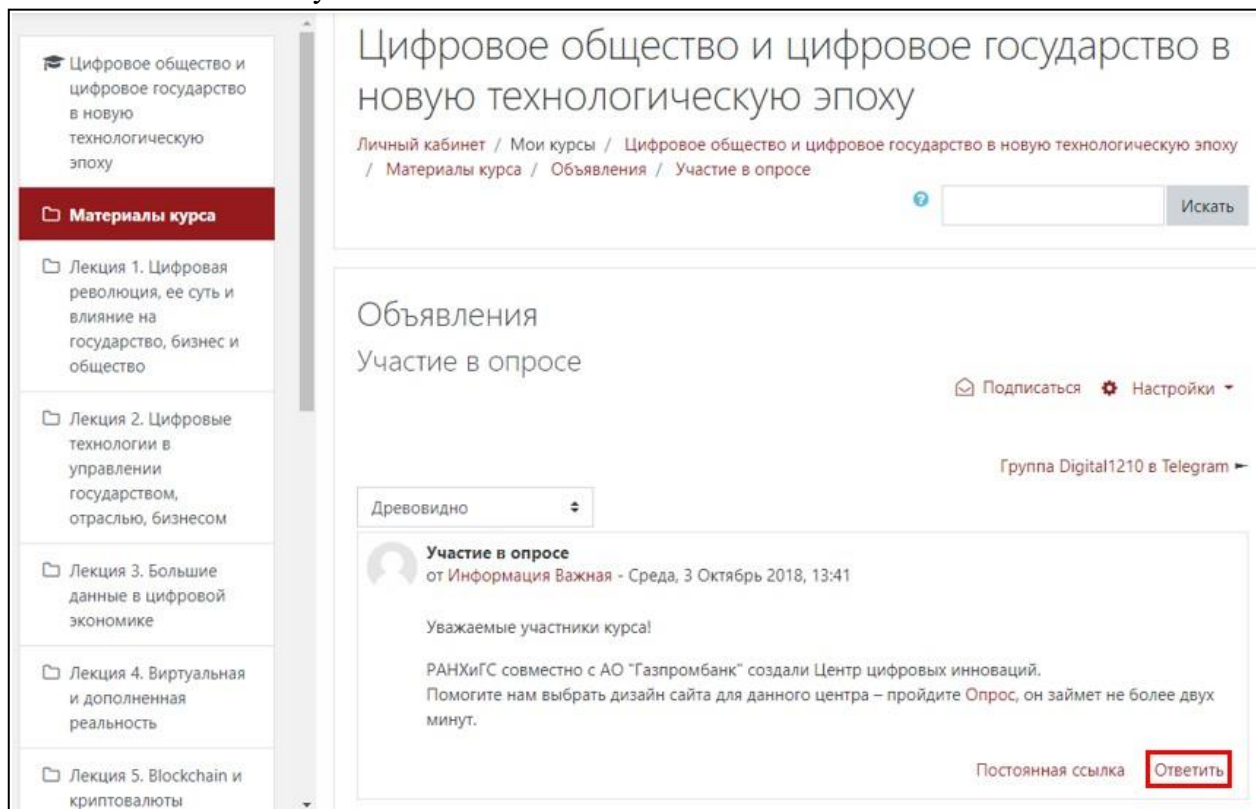 Цифровое общество и
цифровое государство
в новую
технологическую
эпоху
Материалы курса
Лекция 1. Цифровая
революция, ее суть и
влияние на
государство, бизнес и
общество
Лекция 2. Цифровые
технологии в
управлении
государством,
отраслью, бизнесом
Лекция 3. Большие
данные в цифровой
экономике
Лекция 4. Виртуальная
и дополненная
реальность
Лекция 5. Blockchain и
криптовалюты
Цифровое общество и цифровое государство в
новую технологическую эпоху
Личный кабинет / Мои курсы / Цифровое общество и цифровое государство в новую технологическую эпоху
/ Материалы курса / Объявления / Участие в опросе
Искать
Объявления
Участие в опросе
Подписаться Настройки
Группа Digital1210 в Telegram
Древовидно
Участие в опросе
от Информация Важная - Среда, 3 Октябрь 2018, 13:41
Уважаемые участники курса!
РАНХиГС совместно с АО "Газпромбанк" создали Центр цифровых инноваций.
Помогите нам выбрать дизайн сайта для данного центра – пройдите Опрос, он займет не более двух
минут.
Постоянная ссылка Ответить